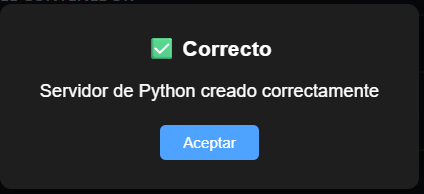 ✅ Correcto
Servidor de Python creado correctamente
Aceptar